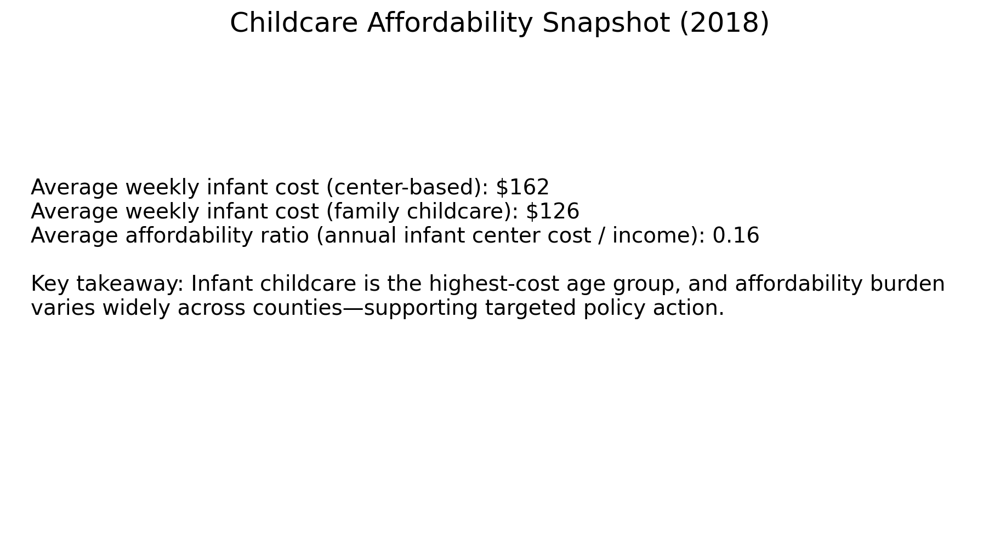 Childcare Affordability Snapshot (2018)
Average weekly infant cost (center-based): $162
Average weekly infant cost (family childcare): $126
Average affordability ratio (annual infant center cost / income): 0.16
Key takeaway: Infant childcare is the highest-cost age group, and affordability burden
varies widely across counties—supporting targeted policy action.